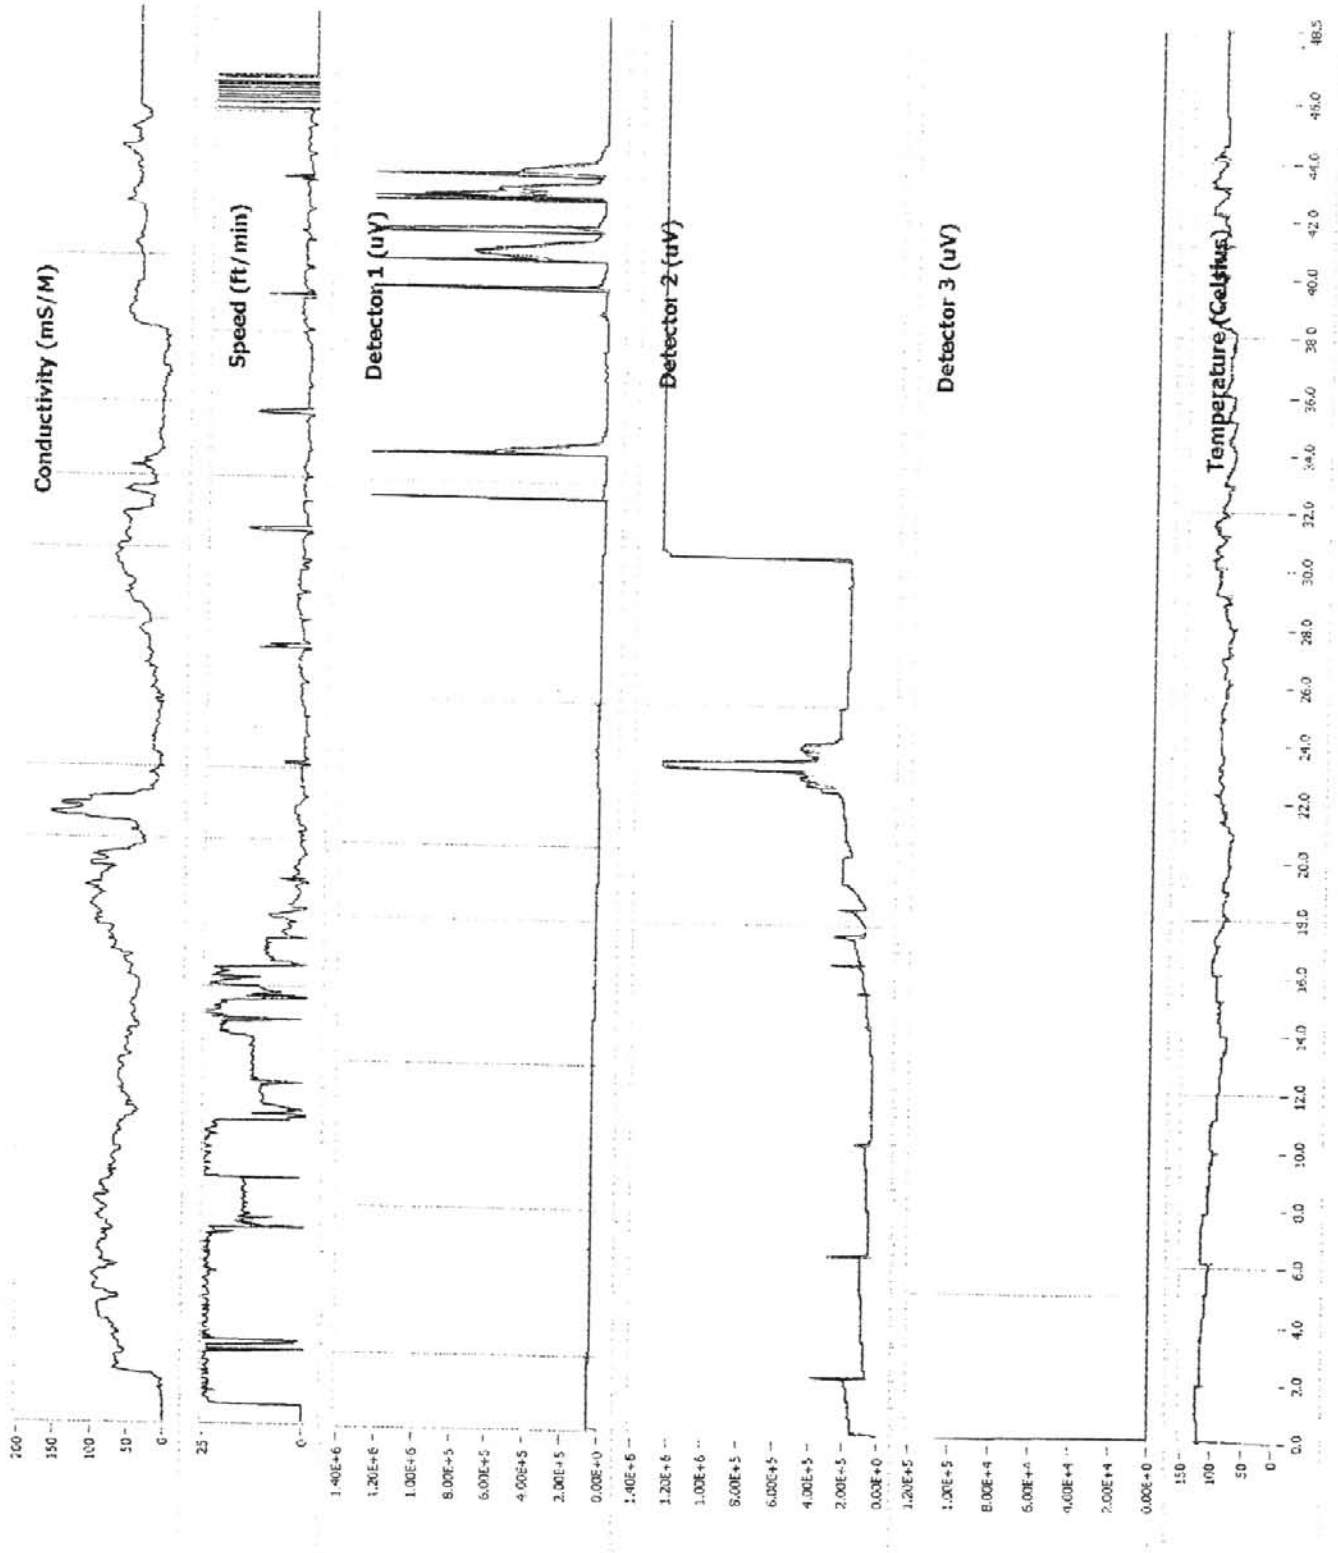 Conductivity (mS/M)
200
150
100
50
0
Speed (ft/min)
25
0
Detector 1 (uV)
1.40E+6
1.20E+6
1.00E+6
8.00E+5
6.00E+5
4.00E+5
2.00E+5
0.00E+0
Detector 2 (uV)
1.40E+6
1.20E+6
1.00E+6
8.00E+5
6.00E+5
4.00E+5
2.00E+5
0.00E+0
Detector 3 (uV)
1.20E+5
1.00E+5
8.00E+4
6.00E+4
4.00E+4
2.00E+4
0.00E+0
Temperature (Celsius)
150
100
50
0
0.0 2.0 4.0 6.0 8.0 10.0 12.0 14.0 16.0 18.0 20.0 22.0 24.0 26.0 28.0 30.0 32.0 34.0 36.0 38.0 40.0 42.0 44.0 46.0 48.5